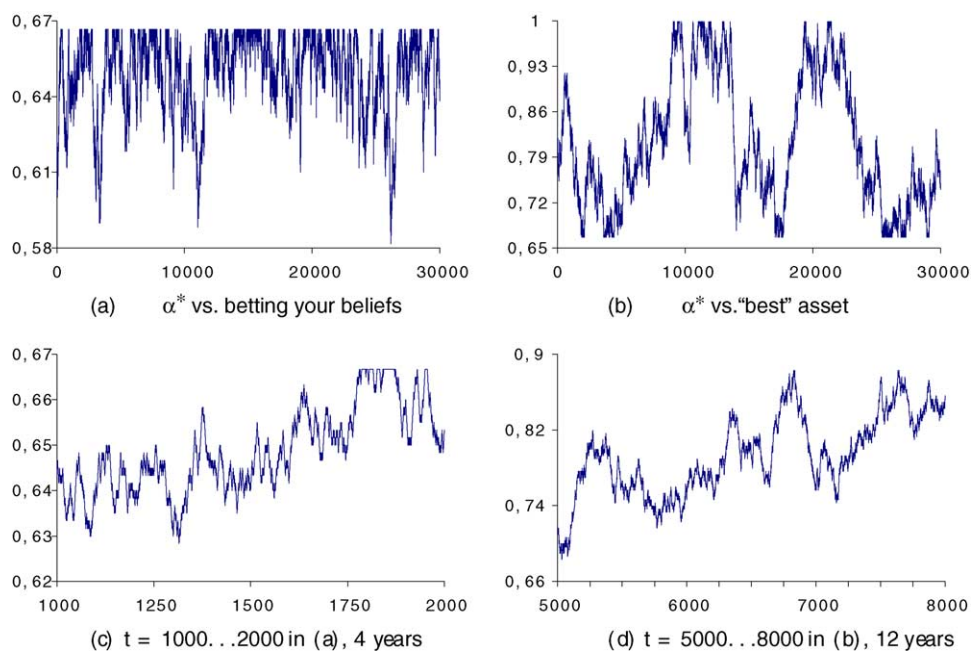 0,67
0,64
0,61
0,58
0 10000 20000 30000
(a) α* vs. betting your beliefs
1
0,93
0,86
0,79
0,72
0,65
0 10000 20000 30000
(b) α* vs.“best” asset
0,67
0,66
0,65
0,64
0,63
0,62
1000 1250 1500 1750 2000
(c) t = 1000...2000 in (a), 4 years
0,9
0,82
0,74
0,66
5000 6000 7000 8000
(d) t = 5000...8000 in (b), 12 years